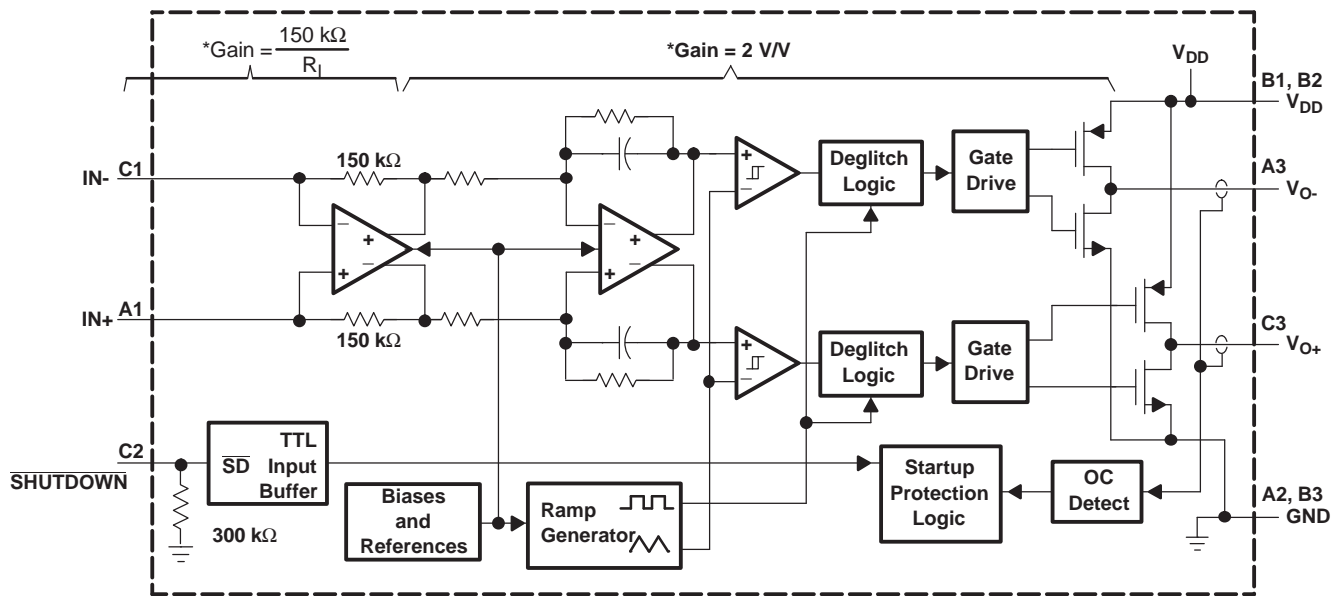 *Gain = 150 kΩ
R_I
*Gain = 2 V/V
V_DD
B1, B2
V_DD
150 kΩ
IN- C1
+
−
Deglitch
Logic
Gate
Drive
A3
V_O-
−
+
−
+
−
+
−
+
IN+ A1
150 kΩ
+
−
Deglitch
Logic
Gate
Drive
C3
V_O+
C2
SHUTDOWN
SD
TTL
Input
Buffer
300 kΩ
Biases
and
References
Ramp
Generator
Startup
Protection
Logic
OC
Detect
A2, B3
GND